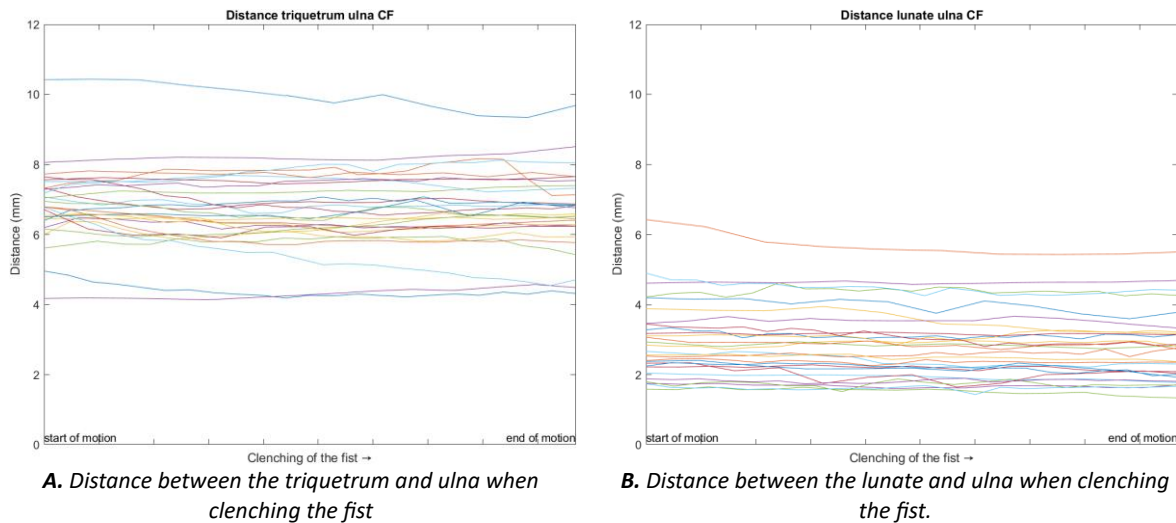 Distance triquetrum ulna CF
12
10
8
6
4
2
0
Distance (mm)
start of motion
end of motion
Clenching of the fist →
A. Distance between the triquetrum and ulna when
clenching the fist
Distance lunate ulna CF
12
10
8
6
4
2
0
Distance (mm)
start of motion
end of motion
Clenching of the fist →
B. Distance between the lunate and ulna when clenching
the fist.